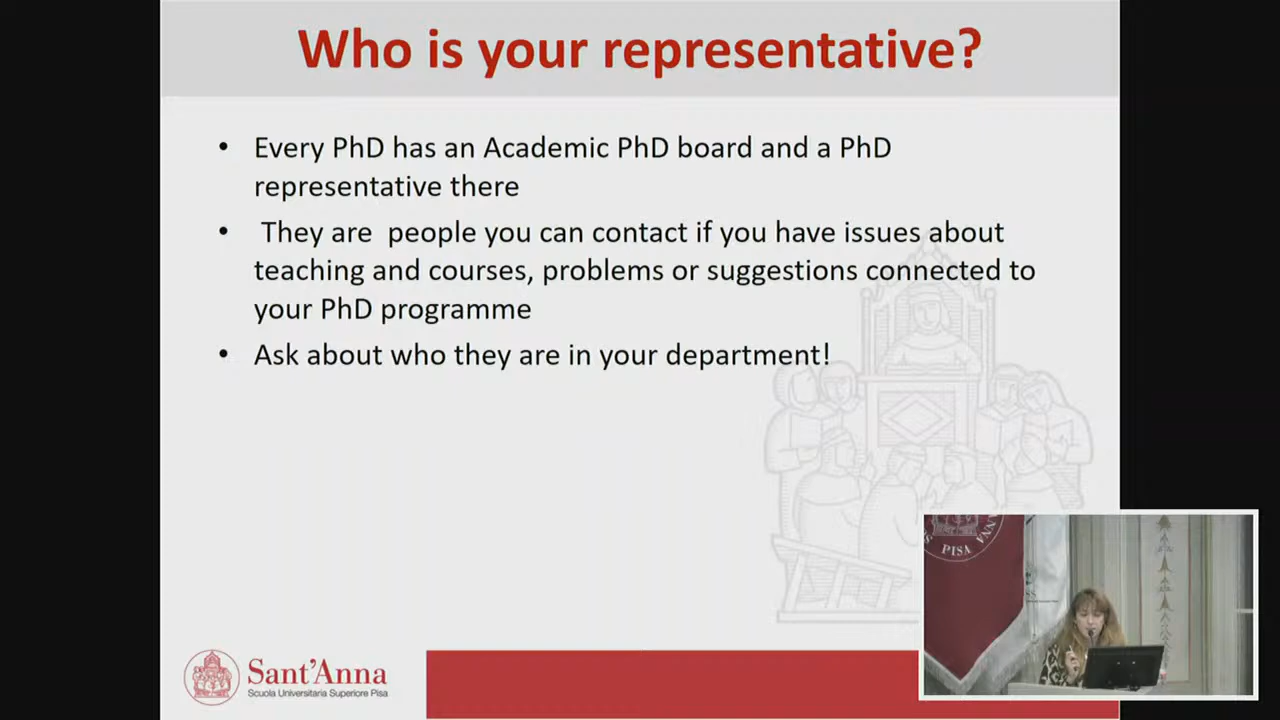 Who is your representative?
• Every PhD has an Academic PhD board and a PhD
representative there
• They are people you can contact if you have issues about
teaching and courses, problems or suggestions connected to
your PhD programme
• Ask about who they are in your department!
Sant'Anna
Scuola Universitaria Superiore Pisa
ANNA
PISA